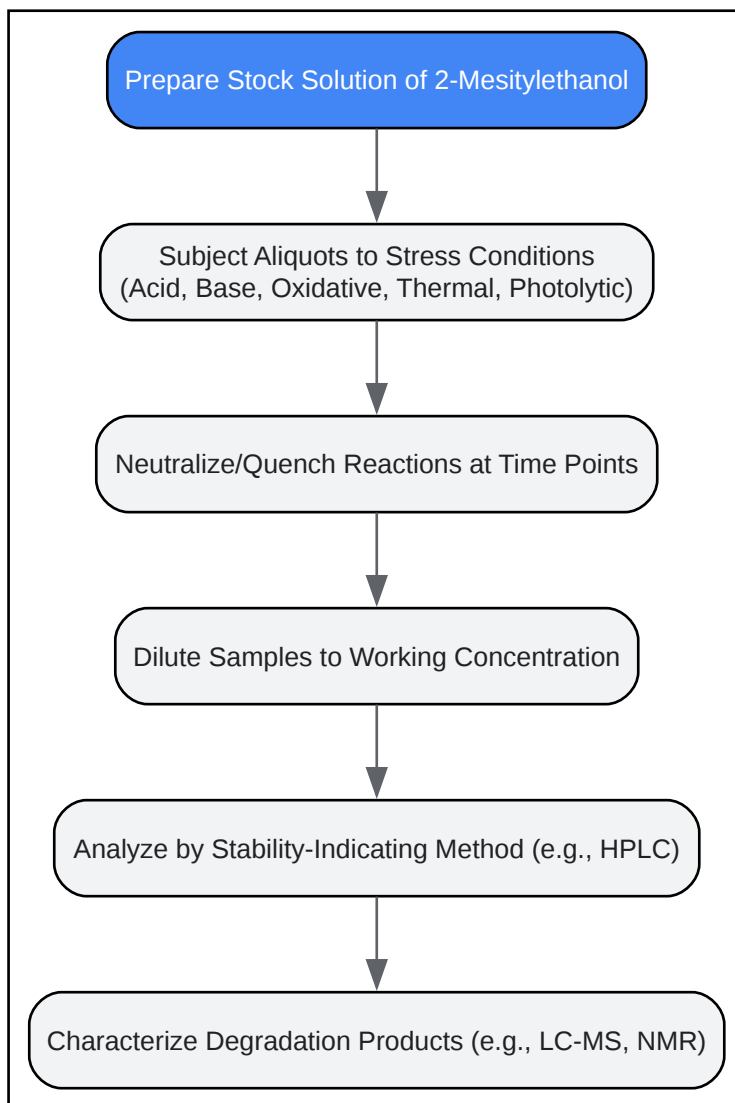 Prepare Stock Solution of 2-Mesitylethanol
Subject Aliquots to Stress Conditions
(Acid, Base, Oxidative, Thermal, Photolytic)
Neutralize/Quench Reactions at Time Points
Dilute Samples to Working Concentration
Analyze by Stability-Indicating Method (e.g., HPLC)
Characterize Degradation Products (e.g., LC-MS, NMR)